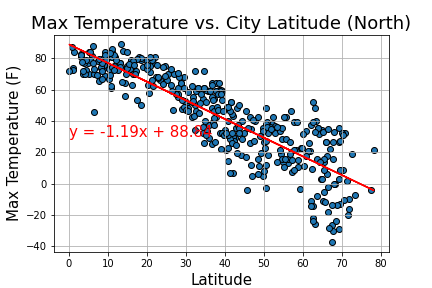 Max Temperature vs. City Latitude (North)
80
60
40
20
0
−20
−40
Max Temperature (F)
y = -1.19x + 
0 10 20 30 40 50 60 70 80
Latitude